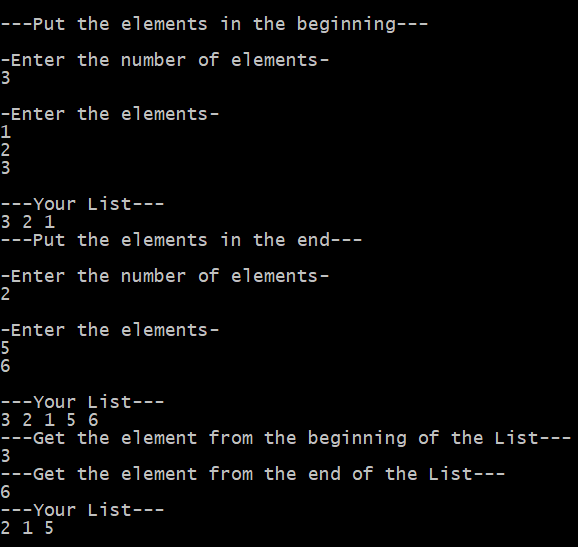 ---Put the elements in the beginning---
-Enter the number of elements-
3
-Enter the elements-
1
2
3
---Your List---
3 2 1
---Put the elements in the end---
-Enter the number of elements-
2
-Enter the elements-
5
6
---Your List---
3 2 1 5 6
---Get the element from the beginning of the List---
3
---Get the element from the end of the List---
6
---Your List---
2 1 5